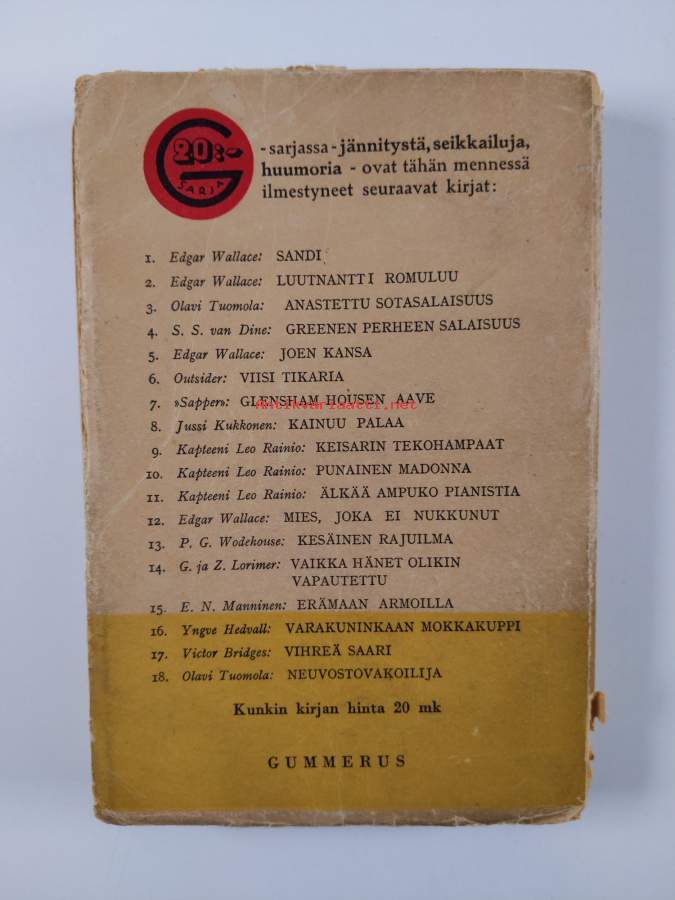 20:-
G
SARJA
-sarjassa - jännitystä, seikkailuja,
huumoria - ovat tähän mennessä
ilmestyneet seuraavat kirjat:
1. Edgar Wallace: SANDI
2. Edgar Wallace: LUUTNANTTI ROMULUU
3. Olavi Tuomola: ANASTETTU SOTASALAISUUS
4. S. S. van Dine: GREENEN PERHEEN SALAISUUS
5. Edgar Wallace: JOEN KANSA
6. Outsider: VIISI TIKARIA
7. »Sapper»: GLENSHAM HOUSEN AAVE
antikvariaatti.net
8. Jussi Kukkonen: KAINUU PALAA
9. Kapteeni Leo Rainio: KEISARIN TEKOHAMPAAT
10. Kapteeni Leo Rainio: PUNAINEN MADONNA
11. Kapteeni Leo Rainio: ÄLKÄÄ AMPUKO PIANISTIA
12. Edgar Wallace: MIES, JOKA EI NUKKUNUT
13. P. G. Wodehouse: KESÄINEN RAJUILMA
14. G. ja Z. Lorimer: VAIKKA HÄNET OLIKIN
VAPAUTETTU
15. E. N. Manninen: ERÄMAAN ARMOILLA
16. Yngve Hedvall: VARAKUNINKAAN MOKKAKUPPI
17. Victor Bridges: VIHREÄ SAARI
18. Olavi Tuomola: NEUVOSTOVAKOILIJA
Kunkin kirjan hinta 20 mk
GUMMERUS